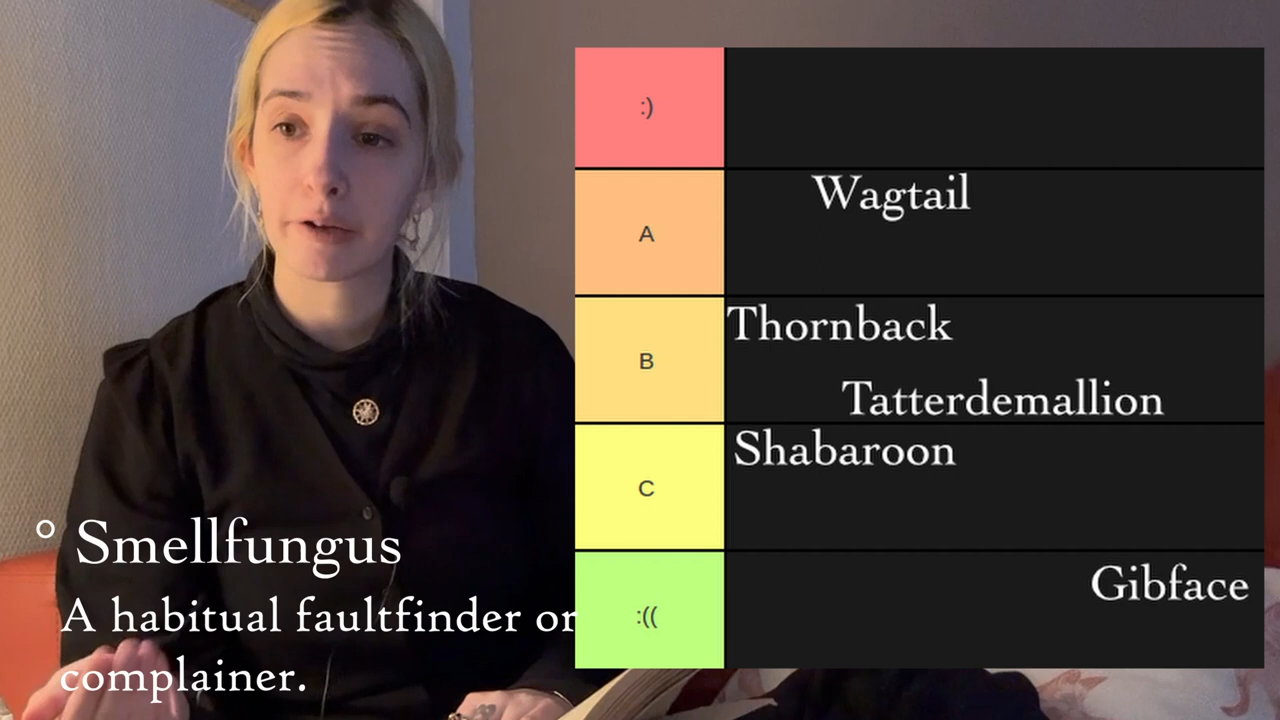 :)
Wagtail
A
Thornback
B
Tatterdemallion
Shabaroon
C
° Smellfungus
Gibface
A habitual faultfinder or
:((
complainer.